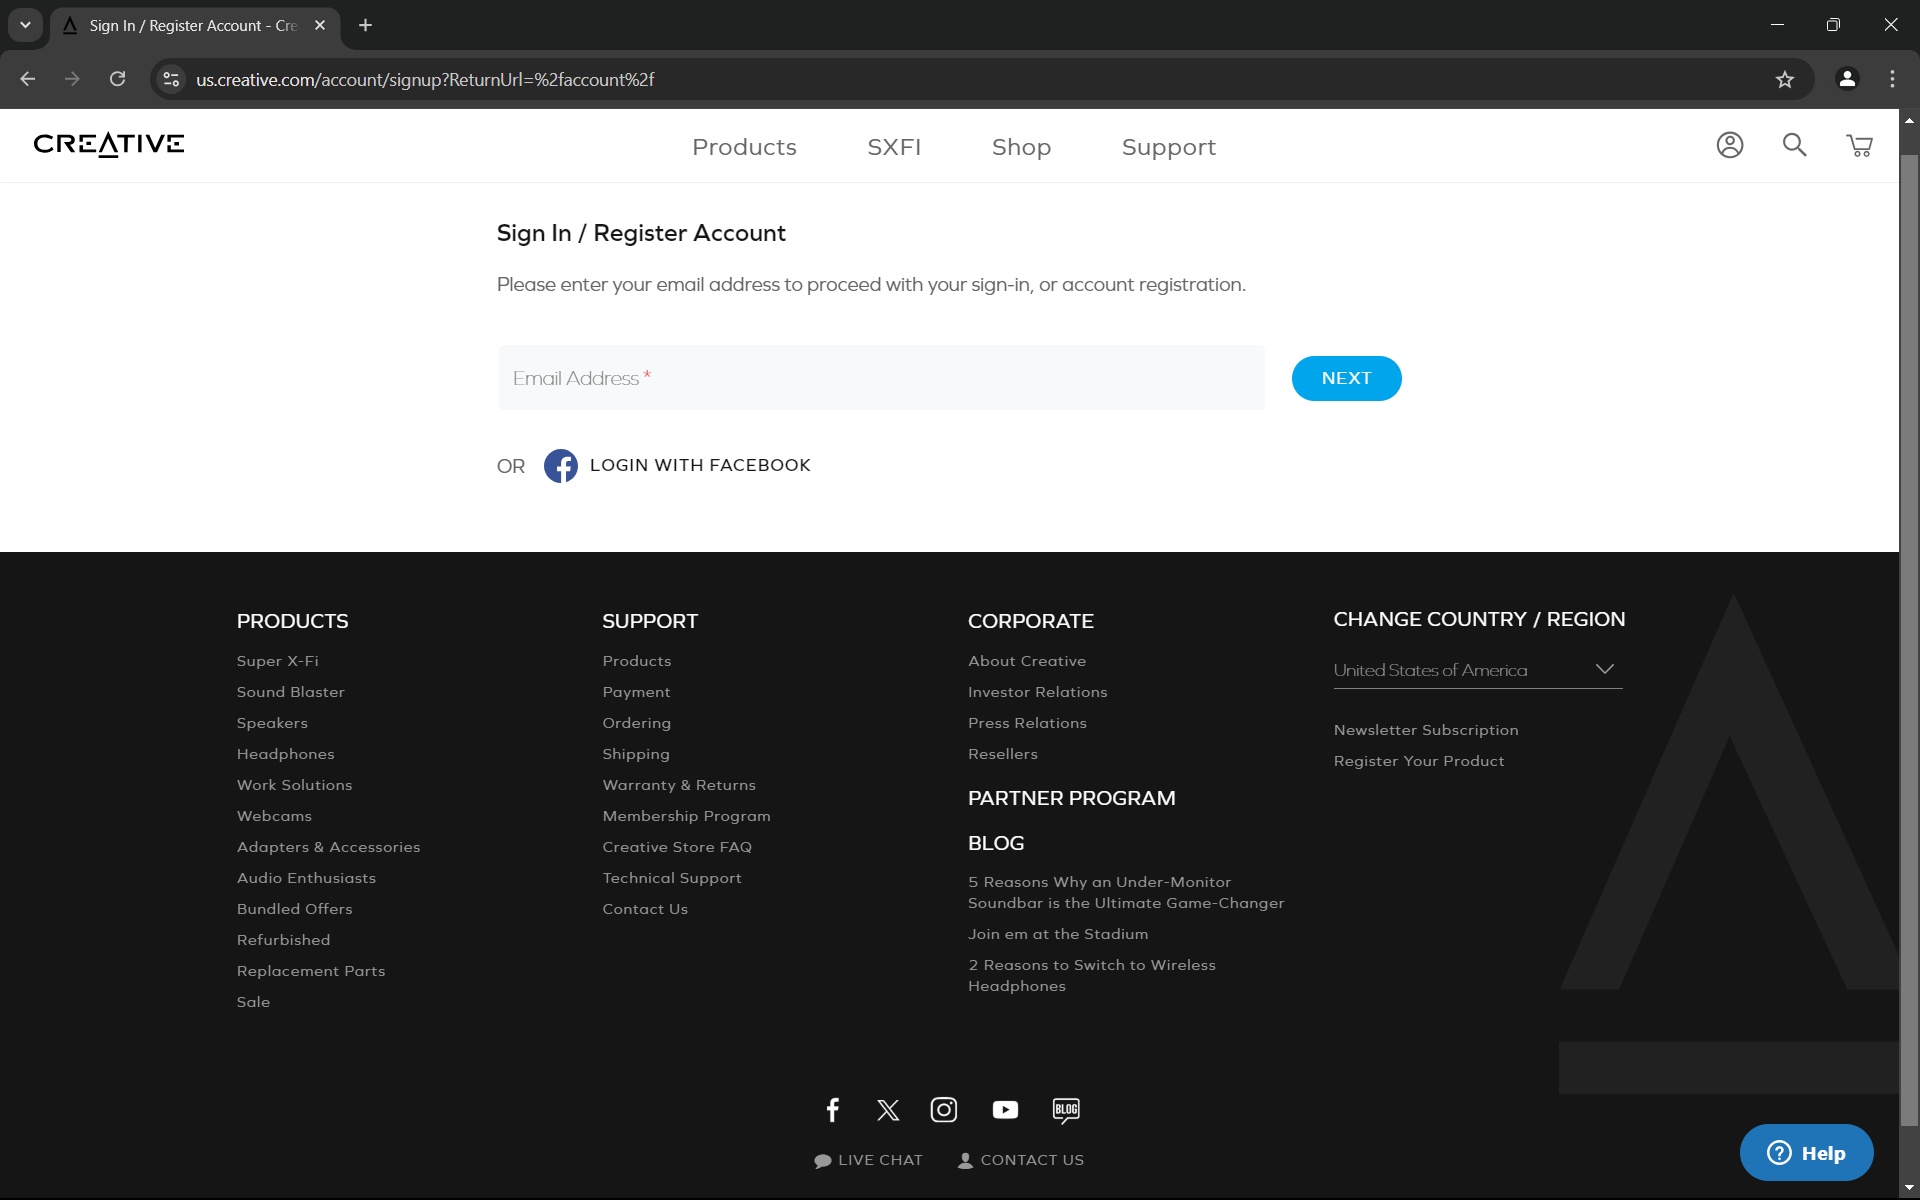 Sign In / Register Account - Cre
us.creative.com/account/signup?ReturnUrl=%2faccount%2f
CREATIVE
Products
SXFI
Shop
Support
Sign In / Register Account
Please enter your email address to proceed with your sign-in, or account registration.
Email Address *
NEXT
OR
LOGIN WITH FACEBOOK
PRODUCTS
Super X-Fi
Sound Blaster
Speakers
Headphones
Work Solutions
Webcams
Adapters & Accessories
Audio Enthusiasts
Bundled Offers
Refurbished
Replacement Parts
Sale
SUPPORT
Products
Payment
Ordering
Shipping
Warranty & Returns
Membership Program
Creative Store FAQ
Technical Support
Contact Us
CORPORATE
About Creative
Investor Relations
Press Relations
Resellers
PARTNER PROGRAM
BLOG
5 Reasons Why an Under-Monitor
Soundbar is the Ultimate Game-Changer
Join em at the Stadium
2 Reasons to Switch to Wireless
Headphones
CHANGE COUNTRY / REGION
United States of America
Newsletter Subscription
Register Your Product
BLOG
LIVE CHAT
CONTACT US
? Help